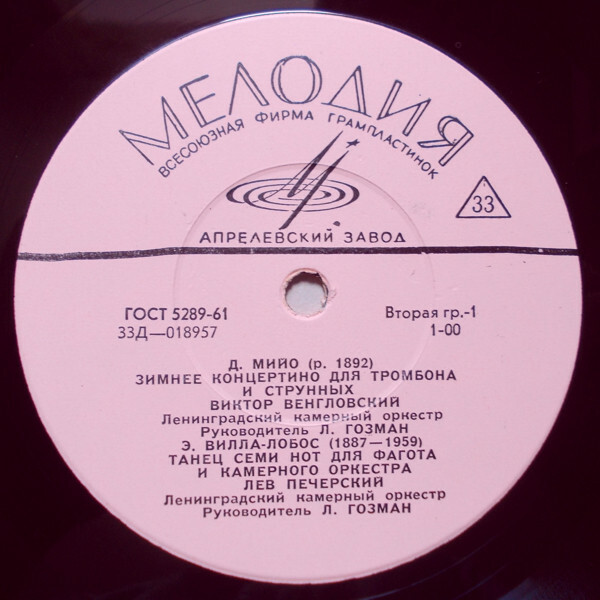 МЕЛОДИЯ
ВСЕСОЮЗНАЯ ФИРМА ГРАМПЛАСТИНОК
33
АПРЕЛЕВСКИЙ ЗАВОД
ГОСТ 5289-61
Вторая гр.-1
33Д—018957
1-00
Д. МИЙО (р. 1892)
ЗИМНЕЕ КОНЦЕРТИНО ДЛЯ ТРОМБОНА
И СТРУННЫХ
ВИКТОР ВЕНГЛОВСКИЙ
Ленинградский камерный оркестр
Руководитель Л. ГОЗМАН
Э. ВИЛЛА-ЛОБОС (1887—1959)
ТАНЕЦ СЕМИ НОТ ДЛЯ ФАГОТА
И КАМЕРНОГО ОРКЕСТРА
ЛЕВ ПЕЧЕРСКИЙ
Ленинградский камерный оркестр
Руководитель Л. ГОЗМАН